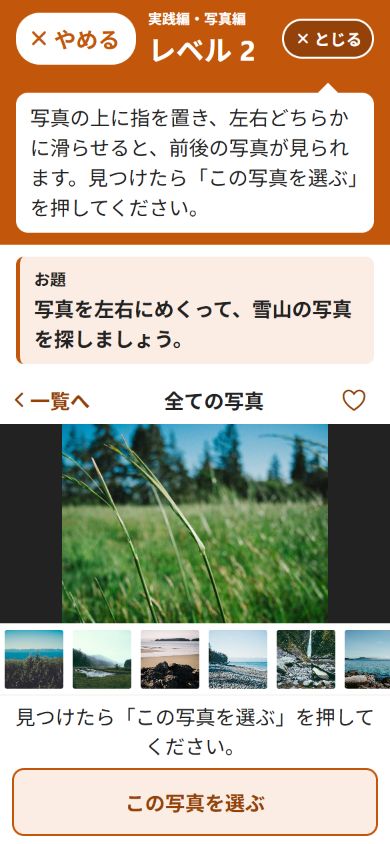 × やめる
実践編・写真編
レベル 2
× とじる
写真の上に指を置き、左右どちらか
に滑らせると、前後の写真が見られ
ます。見つけたら「この写真を選ぶ」
を押してください。
お題
写真を左右にめくって、雪山の写真
を探しましょう。
一覧へ
全ての写真
見つけたら「この写真を選ぶ」を押して
ください。
この写真を選ぶ